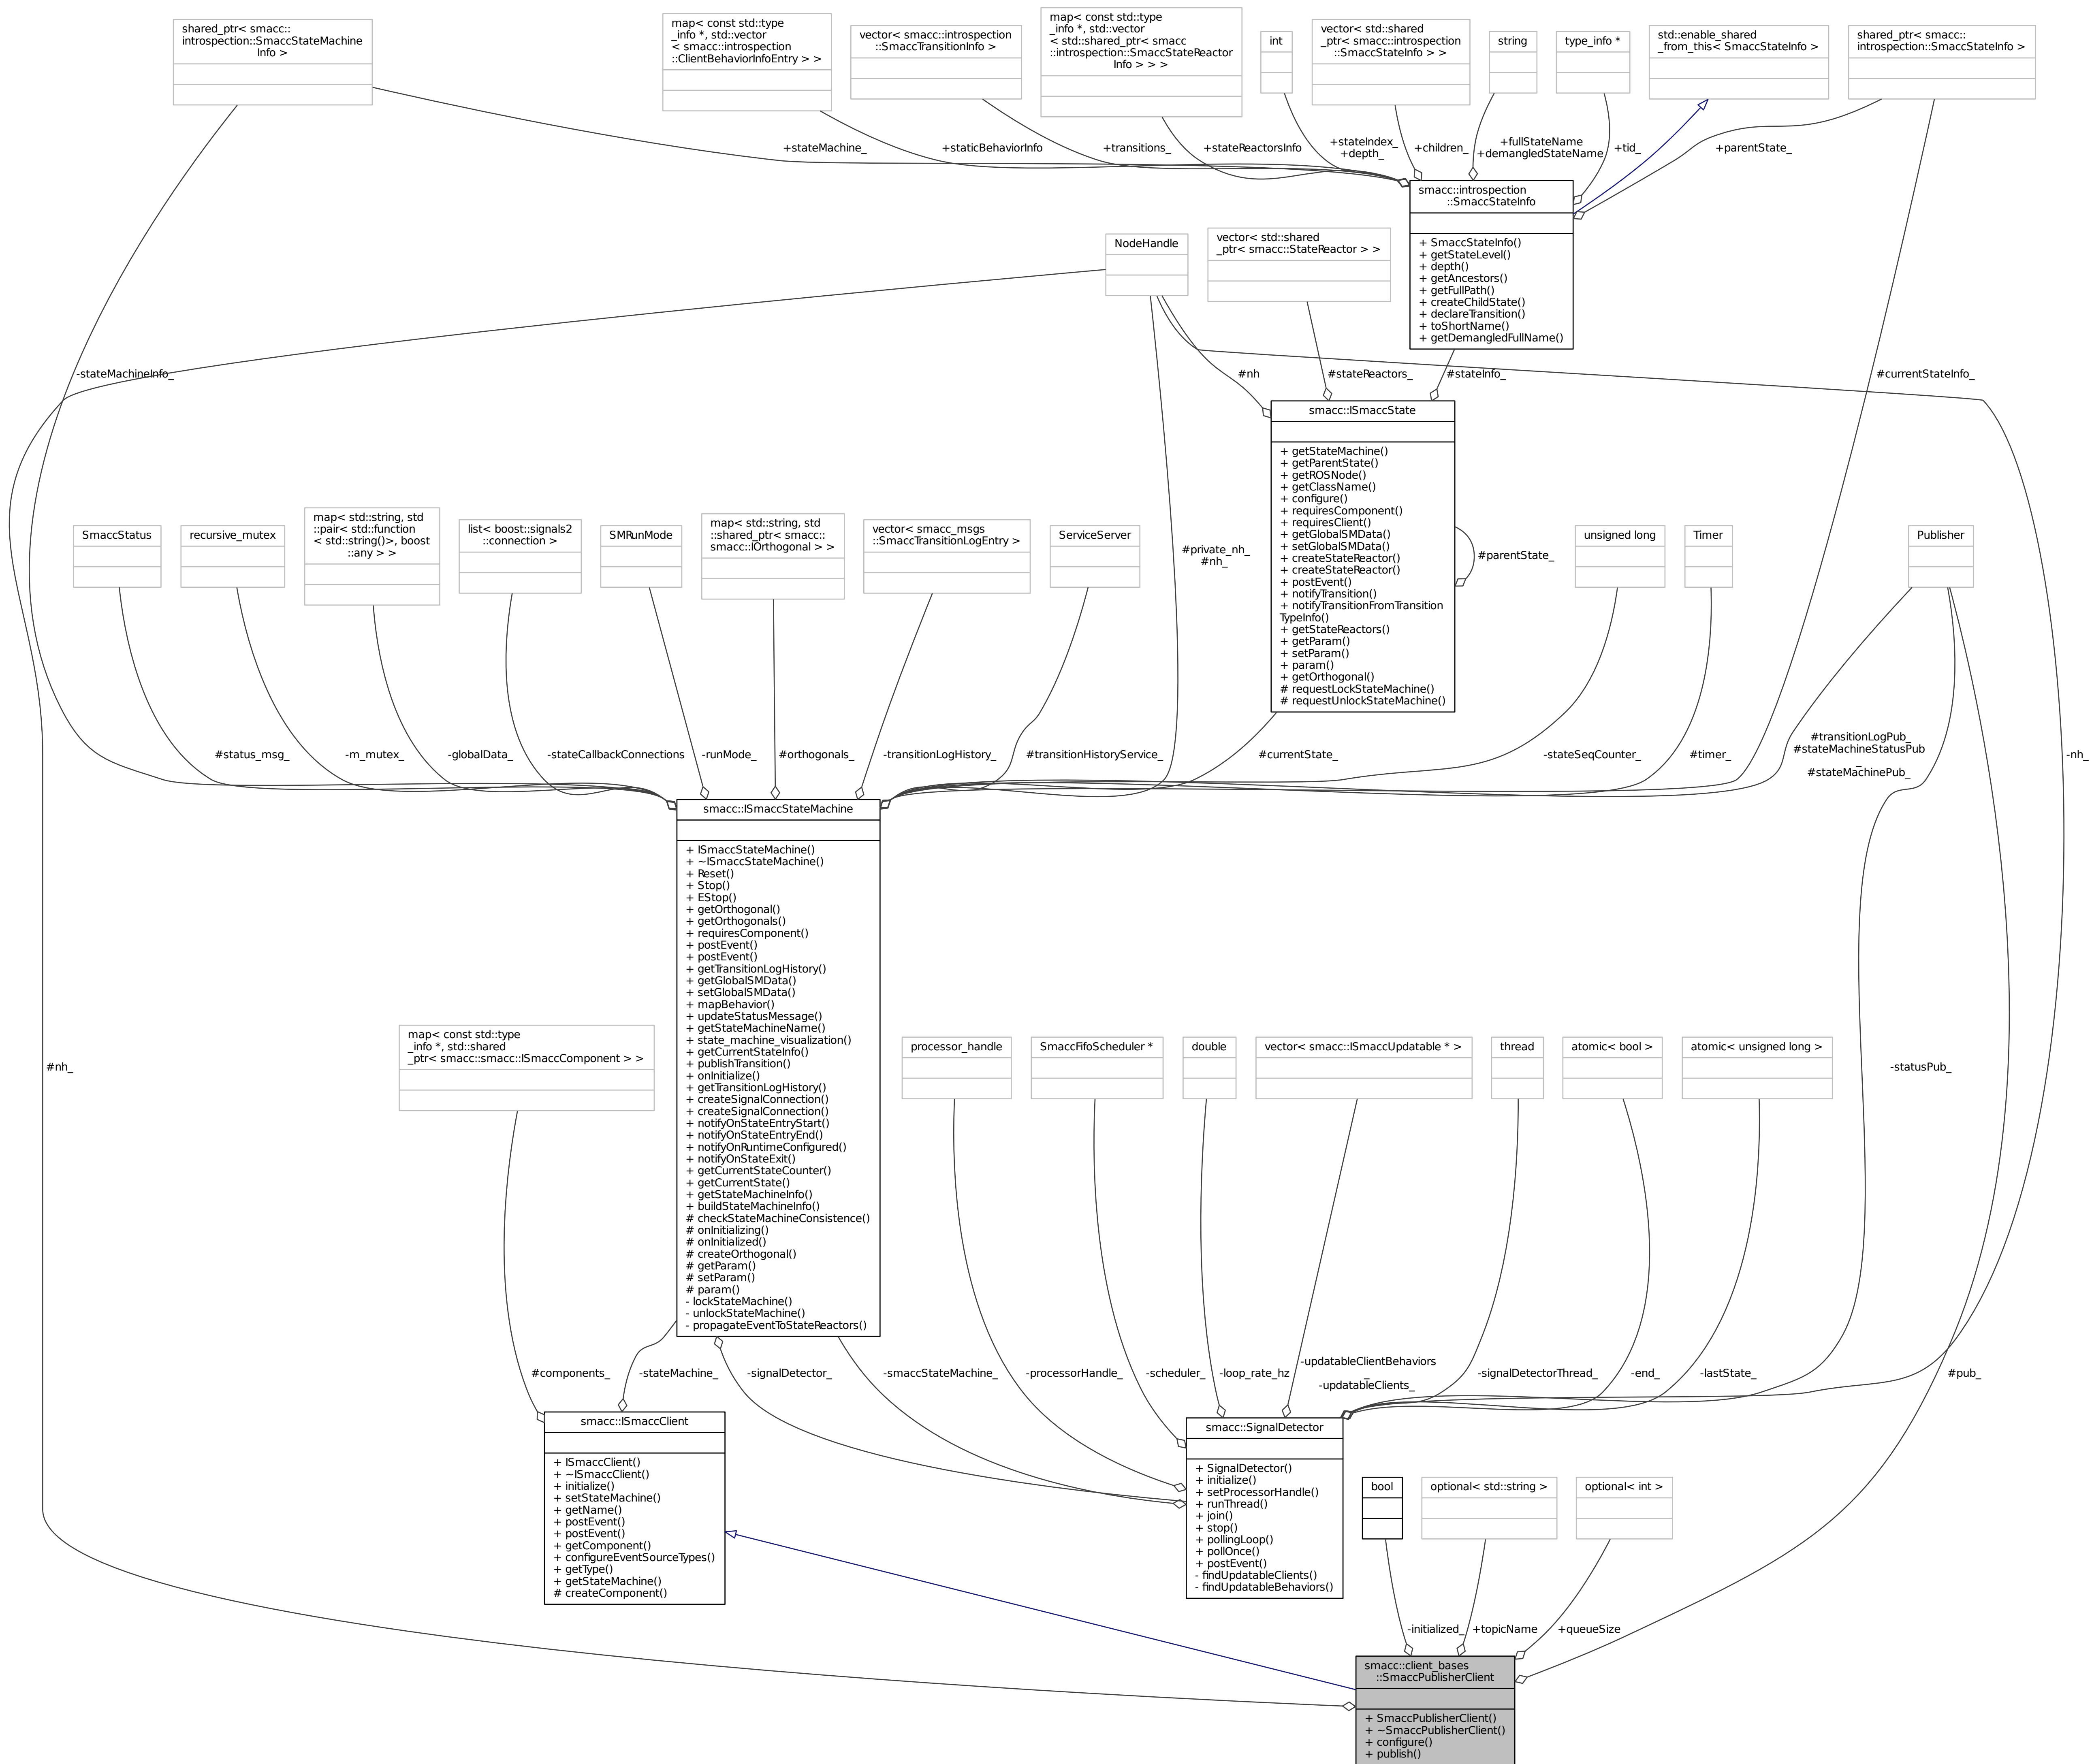 shared_ptr< smacc::
introspection::SmaccStateMachine
Info >
map< const std::type
_info *, std::vector
< smacc::introspection
::ClientBehaviorInfoEntry > >
vector< smacc::introspection
::SmaccTransitionInfo >
map< const std::type
_info *, std::vector
< std::shared_ptr< smacc
::introspection::SmaccStateReactor
Info > > >
int
vector< std::shared
_ptr< smacc::introspection
::SmaccStateInfo > >
string
type_info *
std::enable_shared
_from_this< SmaccStateInfo >
shared_ptr< smacc::
introspection::SmaccStateInfo >
+stateMachine_
+staticBehaviorInfo
+transitions_
+stateReactorsInfo
+stateIndex_
+depth_
+children_
+fullStateName
+demangledStateName
+tid_
+parentState_
smacc::introspection
::SmaccStateInfo
+ SmaccStateInfo()
+ getStateLevel()
+ depth()
+ getAncestors()
+ getFullPath()
+ createChildState()
+ declareTransition()
+ toShortName()
+ getDemangledFullName()
NodeHandle
vector< std::shared
_ptr< smacc::StateReactor > >
-stateMachineInfo_
#nh
#stateReactors_
#stateInfo_
#currentStateInfo_
smacc::ISmaccState
+ getStateMachine()
+ getParentState()
+ getROSNode()
+ getClassName()
+ configure()
+ requiresComponent()
+ requiresClient()
+ getGlobalSMData()
+ setGlobalSMData()
+ createStateReactor()
+ createStateReactor()
+ postEvent()
+ notifyTransition()
+ notifyTransitionFromTransition
TypeInfo()
+ getStateReactors()
+ getParam()
+ setParam()
+ param()
+ getOrthogonal()
# requestLockStateMachine()
# requestUnlockStateMachine()
#parentState_
SmaccStatus
recursive_mutex
map< std::string, std
::pair< std::function
< std::string()>, boost
::any > >
list< boost::signals2
::connection >
SMRunMode
map< std::string, std
::shared_ptr< smacc::
smacc::IOrthogonal > >
vector< smacc_msgs
::SmaccTransitionLogEntry >
ServiceServer
#private_nh_
#nh_
unsigned long
Timer
Publisher
#status_msg_
-m_mutex_
-globalData_
-stateCallbackConnections
-runMode_
#orthogonals_
-transitionLogHistory_
#transitionHistoryService_
#currentState_
-stateSeqCounter_
#timer_
#transitionLogPub_
#stateMachineStatusPub
_
#stateMachinePub_
-nh_
smacc::ISmaccStateMachine
+ ISmaccStateMachine()
+ ~ISmaccStateMachine()
+ Reset()
+ Stop()
+ EStop()
+ getOrthogonal()
+ getOrthogonals()
+ requiresComponent()
+ postEvent()
+ postEvent()
+ getTransitionLogHistory()
+ getGlobalSMData()
+ setGlobalSMData()
+ mapBehavior()
+ updateStatusMessage()
+ getStateMachineName()
+ state_machine_visualization()
+ getCurrentStateInfo()
+ publishTransition()
+ onInitialize()
+ getTransitionLogHistory()
+ createSignalConnection()
+ createSignalConnection()
+ notifyOnStateEntryStart()
+ notifyOnStateEntryEnd()
+ notifyOnRuntimeConfigured()
+ notifyOnStateExit()
+ getCurrentStateCounter()
+ getCurrentState()
+ getStateMachineInfo()
+ buildStateMachineInfo()
# checkStateMachineConsistence()
# onInitializing()
# onInitialized()
# createOrthogonal()
# getParam()
# setParam()
# param()
- lockStateMachine()
- unlockStateMachine()
- propagateEventToStateReactors()
map< const std::type
_info *, std::shared
_ptr< smacc::smacc::ISmaccComponent > >
processor_handle
SmaccFifoScheduler *
double
vector< smacc::ISmaccUpdatable * >
thread
atomic< bool >
atomic< unsigned long >
#nh_
-statusPub_
#components_
-stateMachine_
-signalDetector_
-smaccStateMachine_
-processorHandle_
-scheduler_
-loop_rate_hz
-updatableClientBehaviors
_
-updatableClients_
-signalDetectorThread_
-end_
-lastState_
#pub_
smacc::ISmaccClient
+ ISmaccClient()
+ ~ISmaccClient()
+ initialize()
+ setStateMachine()
+ getName()
+ postEvent()
+ postEvent()
+ getComponent()
+ configureEventSourceTypes()
+ getType()
+ getStateMachine()
# createComponent()
smacc::SignalDetector
+ SignalDetector()
+ initialize()
+ setProcessorHandle()
+ runThread()
+ join()
+ stop()
+ pollingLoop()
+ pollOnce()
+ postEvent()
- findUpdatableClients()
- findUpdatableBehaviors()
bool
optional< std::string >
optional< int >
-initialized_
+topicName
+queueSize
smacc::client_bases
::SmaccPublisherClient
+ SmaccPublisherClient()
+ ~SmaccPublisherClient()
+ configure()
+ publish()